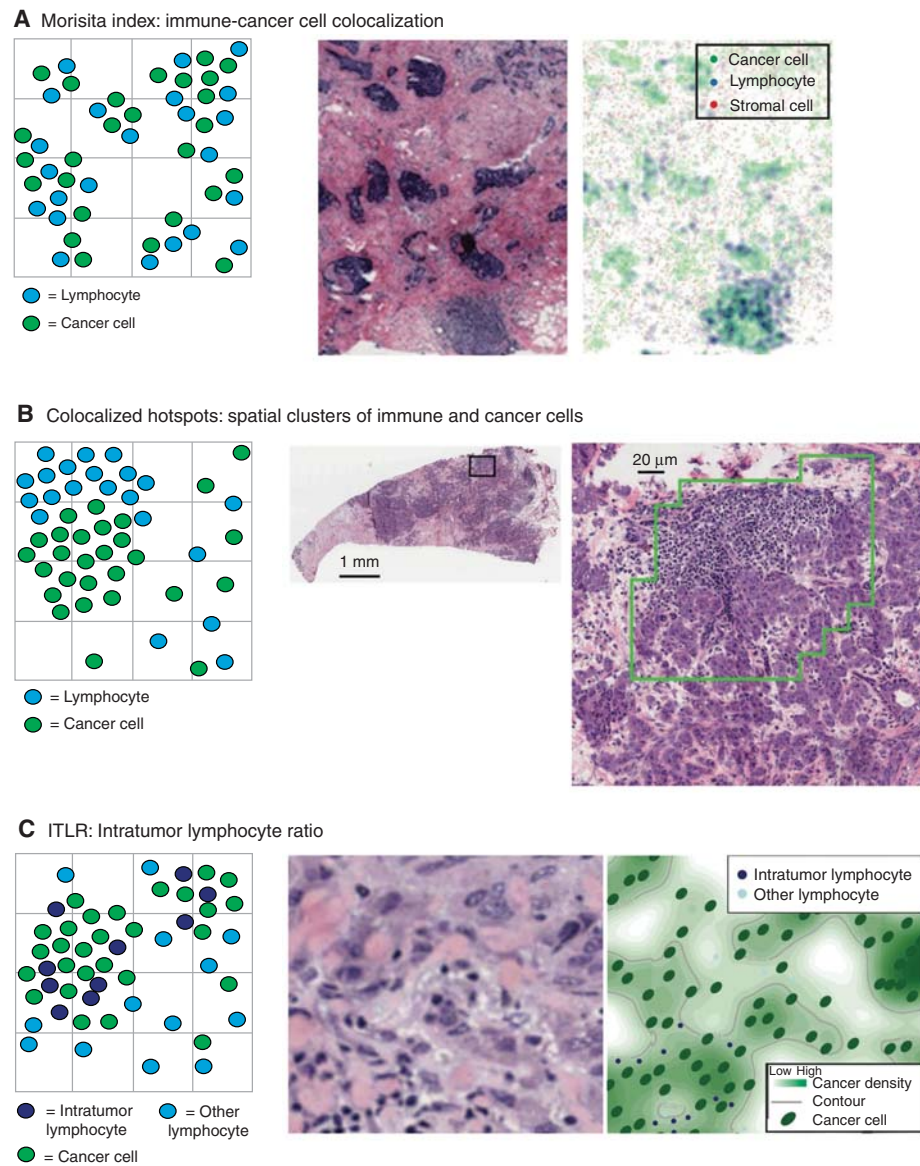 A Morisita index: immune-cancer cell colocalization
= Lymphocyte
= Cancer cell
Cancer cell
Lymphocyte
Stromal cell
B Colocalized hotspots: spatial clusters of immune and cancer cells
= Lymphocyte
= Cancer cell
1 mm
20 μm
C ITLR: Intratumor lymphocyte ratio
= Intratumor
lymphocyte
= Other
lymphocyte
= Cancer cell
Intratumor lymphocyte
Other lymphocyte
Low High
Cancer density
Contour
Cancer cell